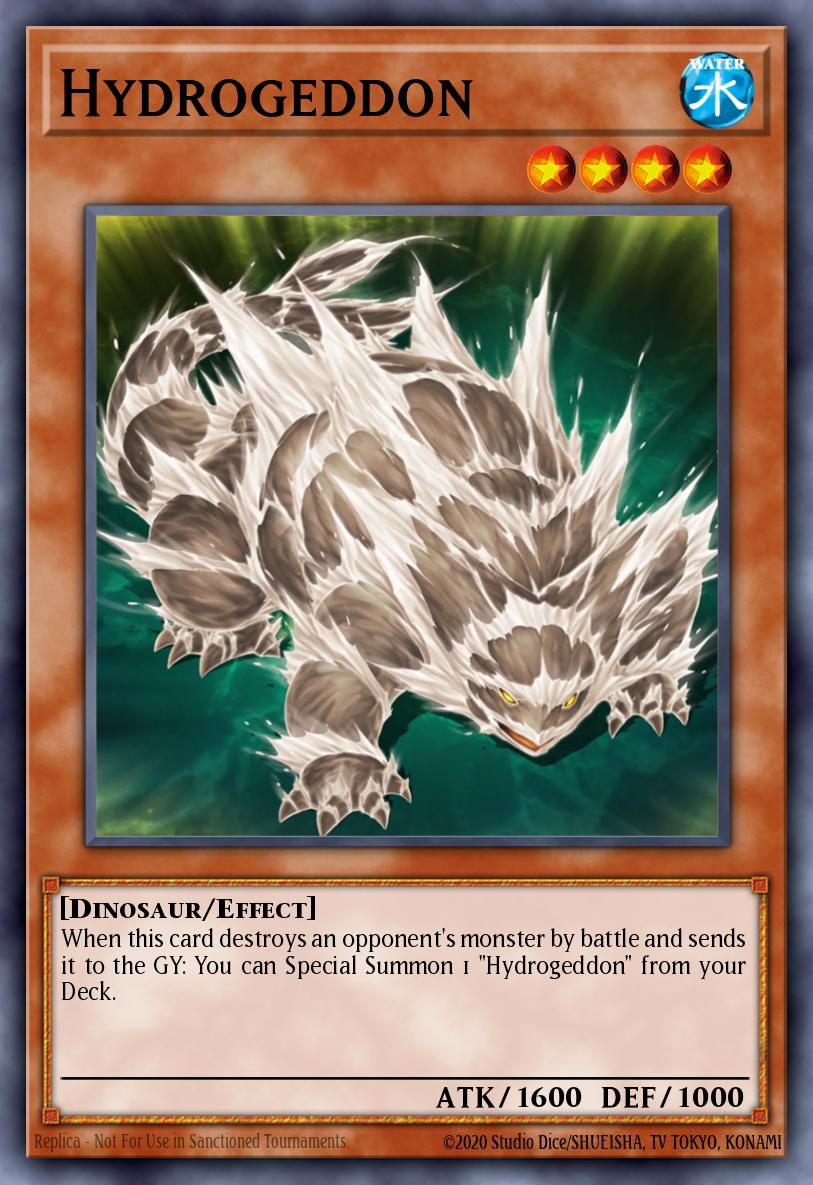 Hydrogeddon
WATER
水
[Dinosaur/Effect]
When this card destroys an opponent's monster by battle and sends
it to the GY: You can Special Summon 1 "Hydrogeddon" from your
Deck.
ATK/1600 DEF/1000
Replica - Not For Use in Sanctioned Tournaments.
©2020 Studio Dice/SHUEISHA, TV TOKYO, KONAMI